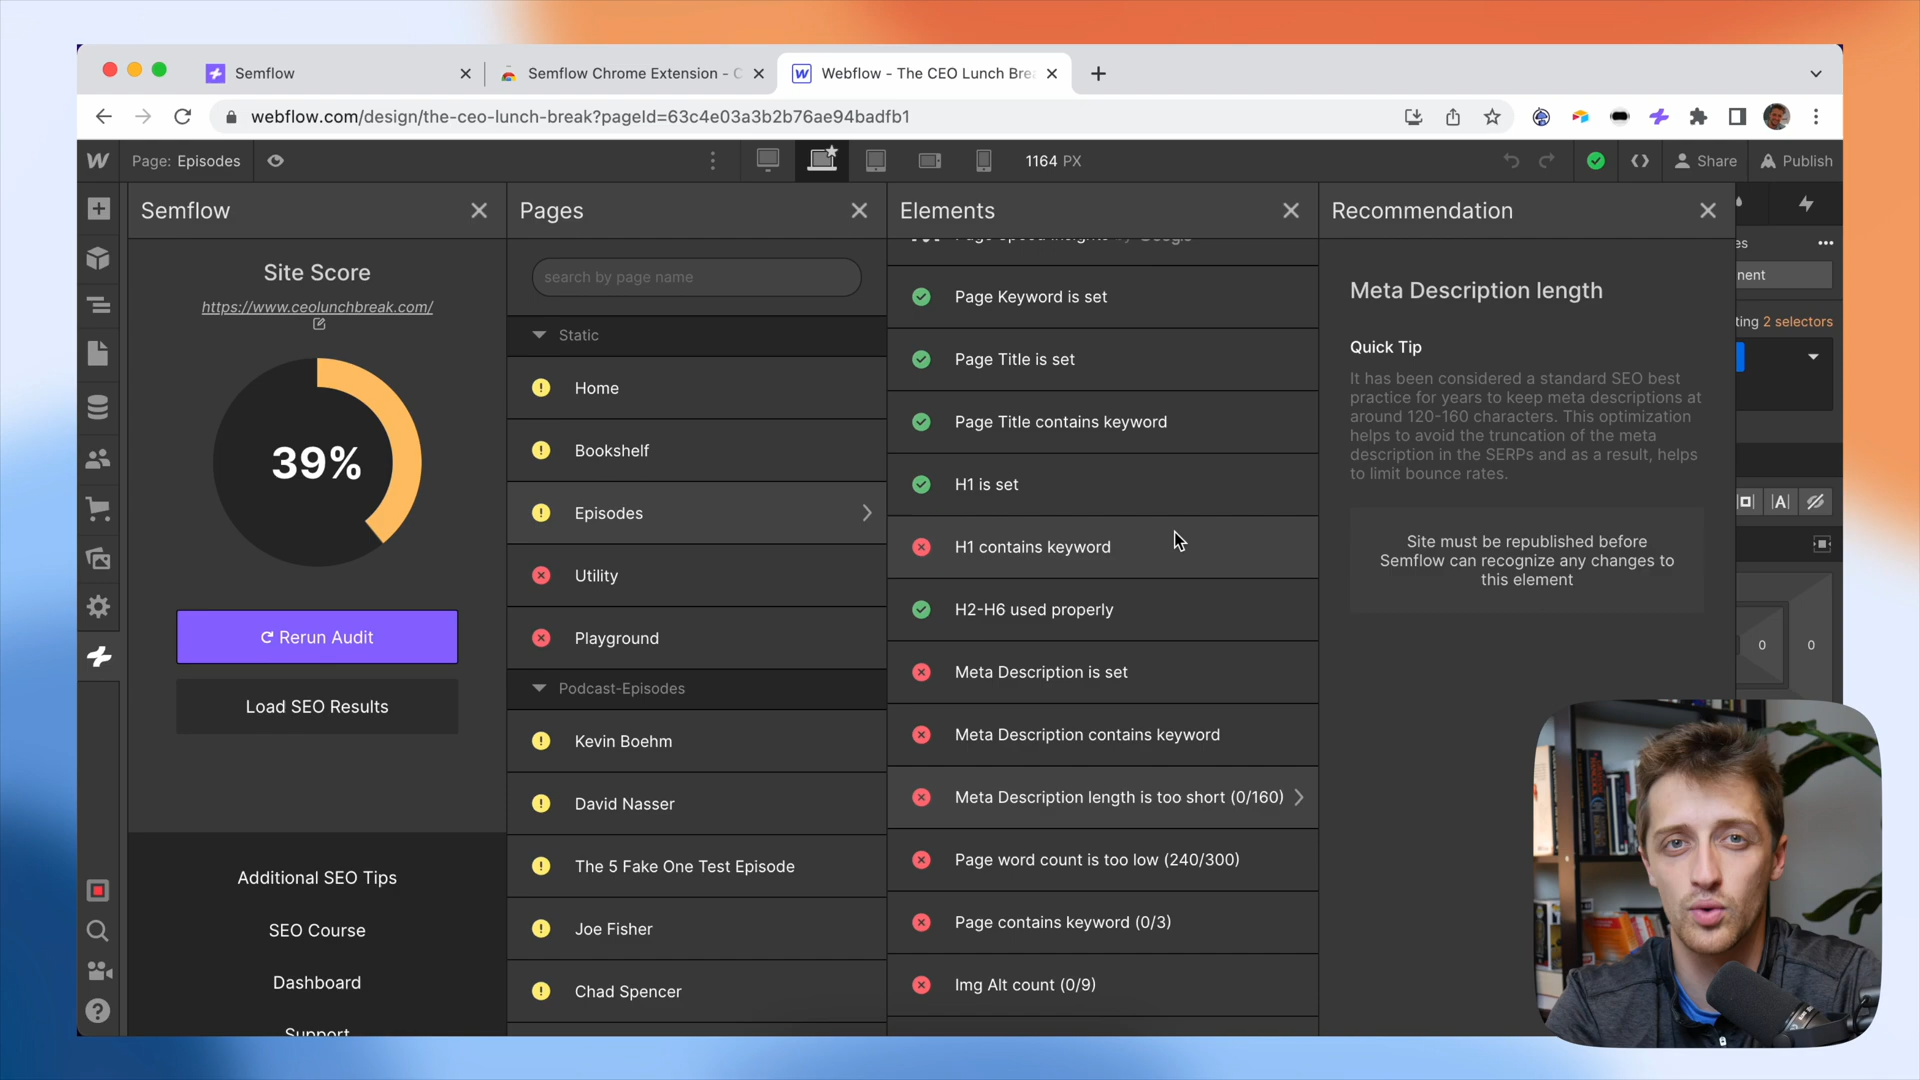 Semflow
Semflow Chrome Extension - C
Webflow - The CEO Lunch Bre
webflow.com/design/the-ceo-lunch-break?pageId=63c4e03a3b2b76ae94badfb1
Page: Episodes
1164 PX
Share
Publish
Semflow
Site Score
https://www.ceolunchbreak.com/
39%
Rerun Audit
Load SEO Results
Additional SEO Tips
SEO Course
Dashboard
Support
Pages
search by page name
Static
Home
Bookshelf
Episodes
Utility
Playground
Podcast-Episodes
Kevin Boehm
David Nasser
The 5 Fake One Test Episode
Joe Fisher
Chad Spencer
Elements
Page Speed Insights by Google
Page Keyword is set
Page Title is set
Page Title contains keyword
H1 is set
H1 contains keyword
H2-H6 used properly
Meta Description is set
Meta Description contains keyword
Meta Description length is too short (0/160)
Page word count is too low (240/300)
Page contains keyword (0/3)
Img Alt count (0/9)
Recommendation
Meta Description length
Quick Tip
It has been considered a standard SEO best
practice for years to keep meta descriptions at
around 120-160 characters. This optimization
helps to avoid the truncation of the meta
description in the SERPs and as a result, helps
to limit bounce rates.
Site must be republished before
Semflow can recognize any changes to
this element
es
nent
ting 2 selectors
0
0